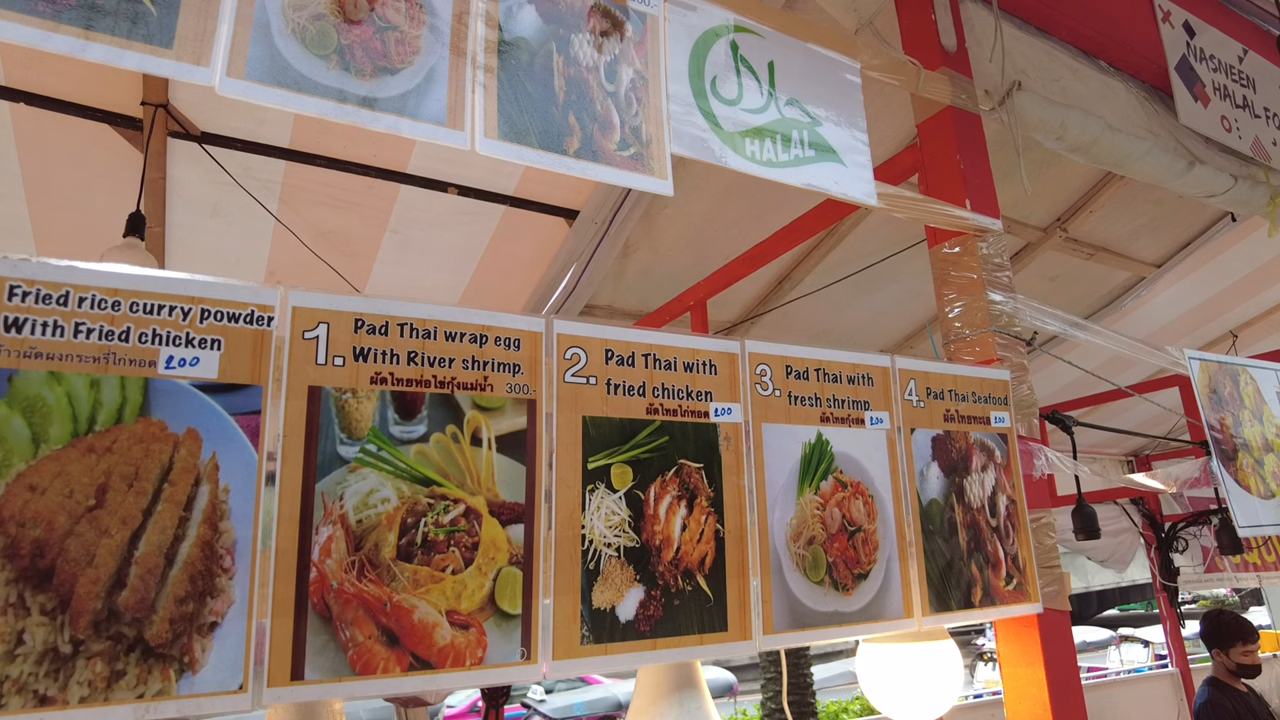 حلال
HALAL
NASNEEN
HALAL FO
Fried rice curry powder
With Fried chicken
้าวผัดผงกระหรี่ไก่ทอด 200
1. Pad Thai wrap egg
With River shrimp.
ผัดไทยห่อไข่กุ้งแม่น้ำ 300.-
2. Pad Thai with
fried chicken
ผัดไทยไก่ทอด 200
3. Pad Thai with
fresh shrimp.
ผัดไทยกุ้งสด 200
4. Pad Thai Seafood.
ผัดไทยทะเล 200